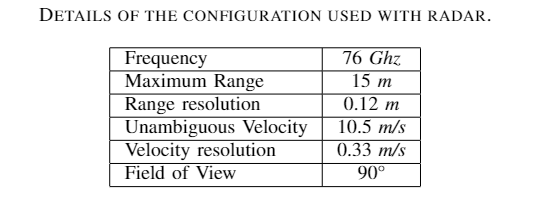 DETAILS OF THE CONFIGURATION USED WITH RADAR.
Frequency 76 Ghz
Maximum Range 15 m
Range resolution 0.12 m
Unambiguous Velocity 10.5 m/s
Velocity resolution 0.33 m/s
Field of View 90°